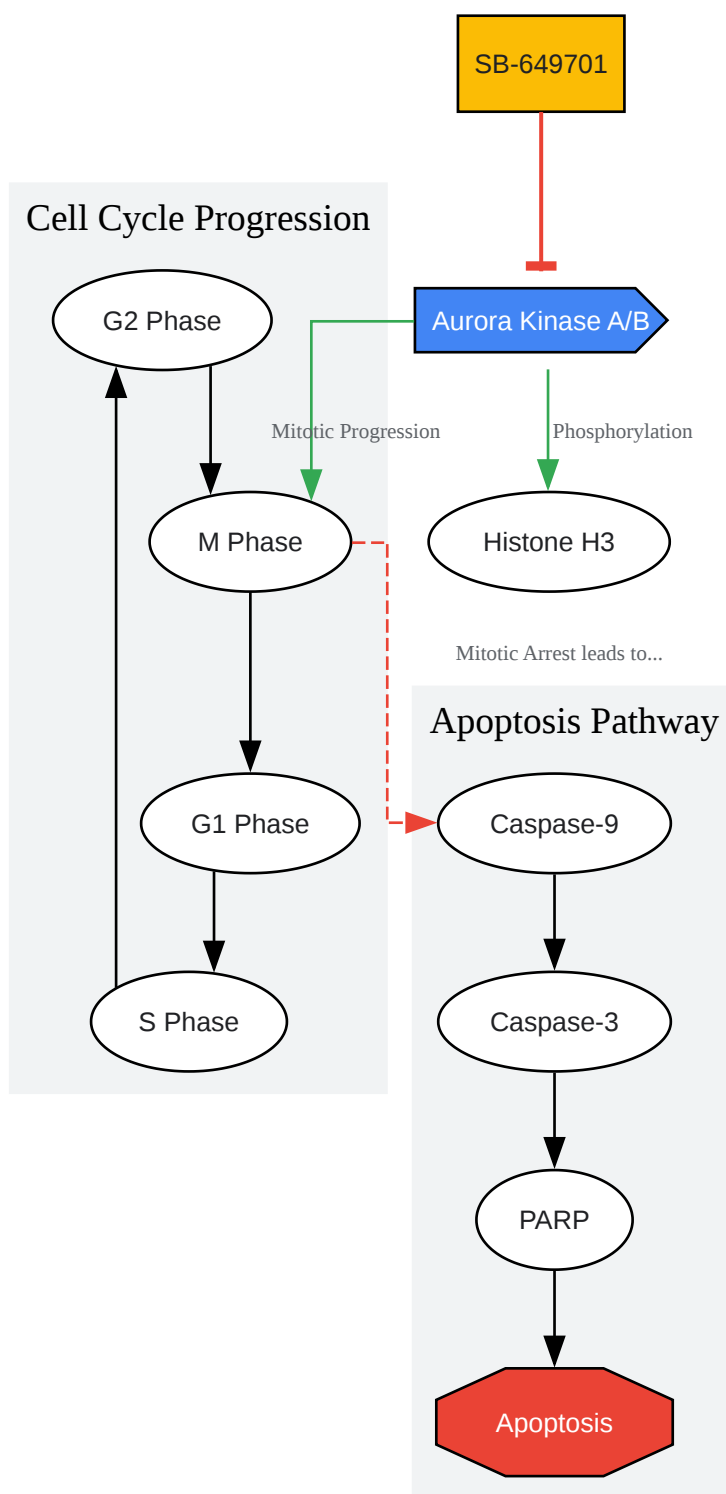 SB-649701
Cell Cycle Progression
G2 Phase
Aurora Kinase A/B
Mitotic Progression
Phosphorylation
M Phase
Histone H3
Mitotic Arrest leads to...
Apoptosis Pathway
G1 Phase
Caspase-9
S Phase
Caspase-3
PARP
Apoptosis